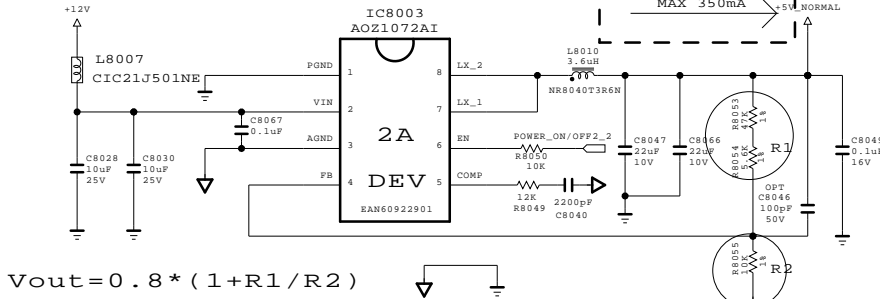 MAX 350mA
+12V
+5V_NORMAL
IC8003
AOZ1072AI
L8007
CIC21J501NE
PGND
1
8
LX_2
L8010
3.6uH
NR8040T3R6N
VIN
2
7
LX_1
C8067
0.1uF
AGND
3
2A
6
EN
POWER_ON/OFF2_2
R8050
10K
FB
4
DEV
5
COMP
12K
R8049
2200pF
C8040
EAN60922901
C8028
10uF
25V
C8030
10uF
25V
C8047
22uF
10V
C8066
22uF
10V
R8053
47K
1%
R8054
5.6K
1%
R1
OPT
C8046
100pF
50V
C8049
0.1uF
16V
R8055
10K
1%
R2
Vout=0.8*(1+R1/R2)